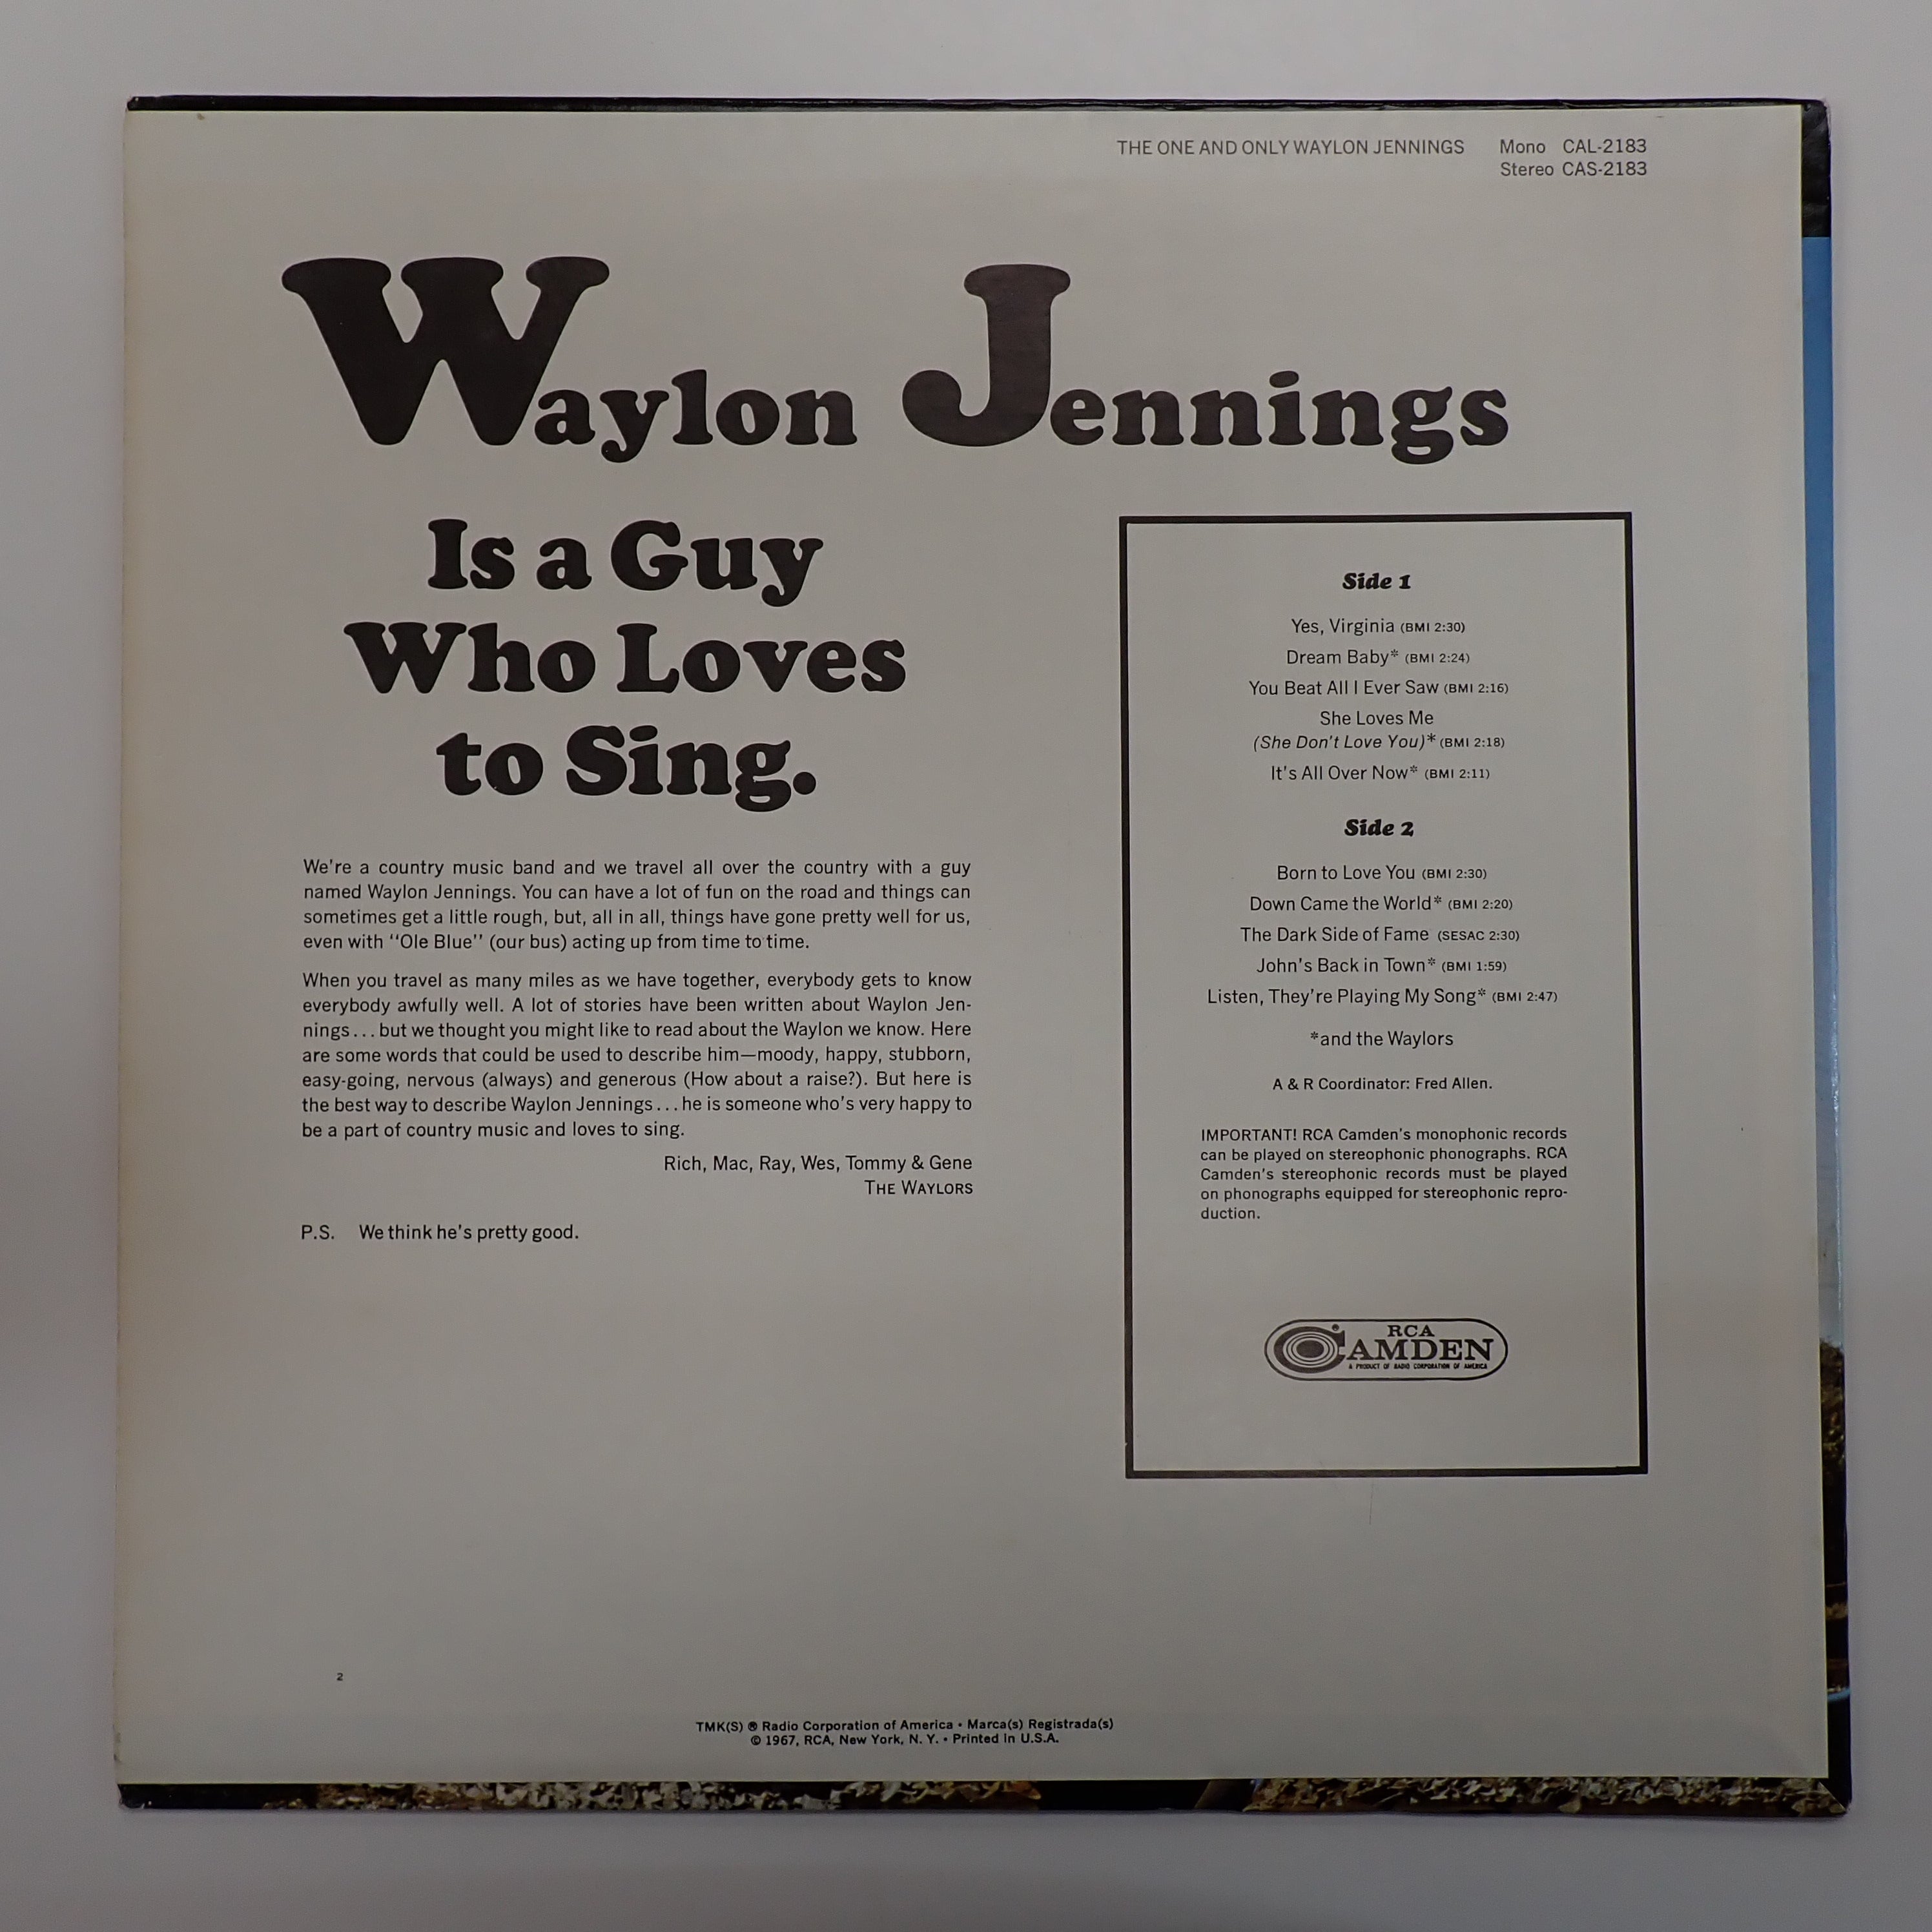 THE ONE AND ONLY WAYLON JENNINGS Mono CAL-2183
Stereo CAS-2183
Waylon Jennings
Is a Guy
Who Loves
to Sing.
We're a country music band and we travel all over the country with a guy
named Waylon Jennings. You can have a lot of fun on the road and things can
sometimes get a little rough, but, all in all, things have gone pretty well for us,
even with "Ole Blue" (our bus) acting up from time to time.
When you travel as many miles as we have together, everybody gets to know
everybody awfully well. A lot of stories have been written about Waylon Jen-
nings...but we thought you might like to read about the Waylon we know. Here
are some words that could be used to describe him—moody, happy, stubborn,
easy-going, nervous (always) and generous (How about a raise?). But here is
the best way to describe Waylon Jennings...he is someone who's very happy to
be a part of country music and loves to sing.
Rich, Mac, Ray, Wes, Tommy & Gene
THE WAYLORS
P.S. We think he's pretty good.
Side 1
Yes, Virginia (BMI 2:30)
Dream Baby* (BMI 2:24)
You Beat All I Ever Saw (BMI 2:16)
She Loves Me
(She Don't Love You)* (BMI 2:18)
It's All Over Now* (BMI 2:11)
Side 2
Born to Love You (BMI 2:30)
Down Came the World* (BMI 2:20)
The Dark Side of Fame (SESAC 2:30)
John's Back in Town* (BMI 1:59)
Listen, They're Playing My Song* (BMI 2:47)
*and the Waylors
A & R Coordinator: Fred Allen.
IMPORTANT! RCA Camden's monophonic records
can be played on stereophonic phonographs. RCA
Camden's stereophonic records must be played
on phonographs equipped for stereophonic repro-
duction.
RCA
CAMDEN
®
A PRODUCT OF RADIO CORPORATION OF AMERICA
2
TMK(S) ® Radio Corporation of America • Marca(s) Registrada(s)
© 1967, RCA, New York, N. Y. • Printed in U.S.A.